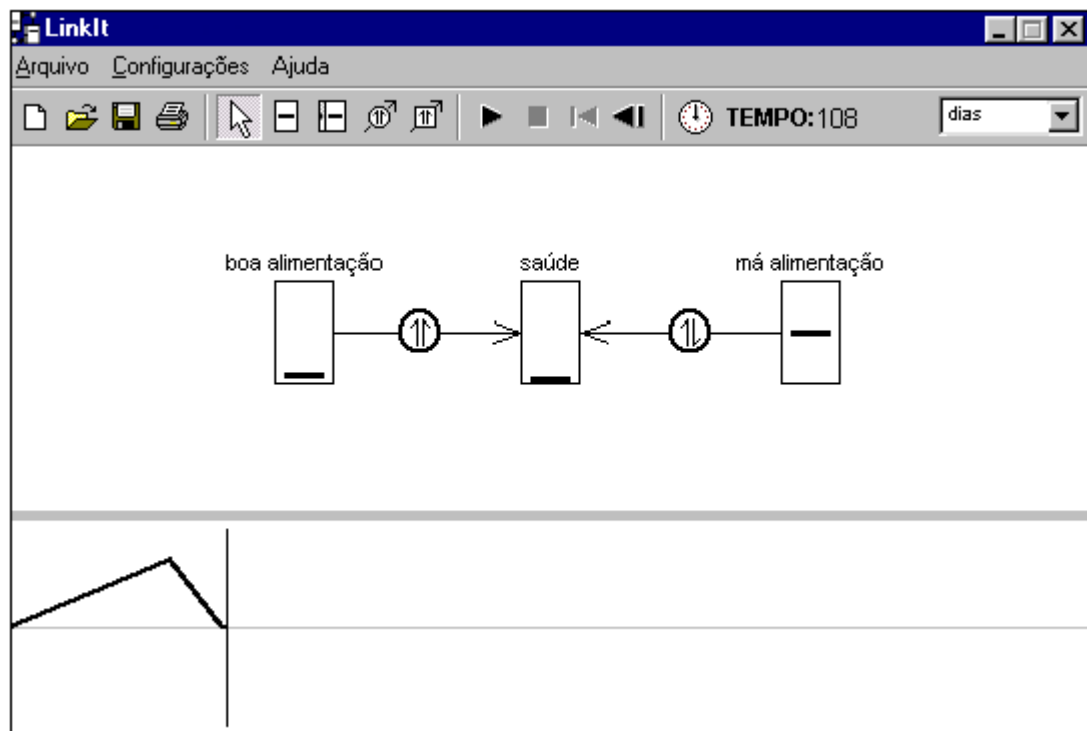 LinkIt
Arquivo Configurações Ajuda
TEMPO: 108 dias
boa alimentação saúde má alimentação